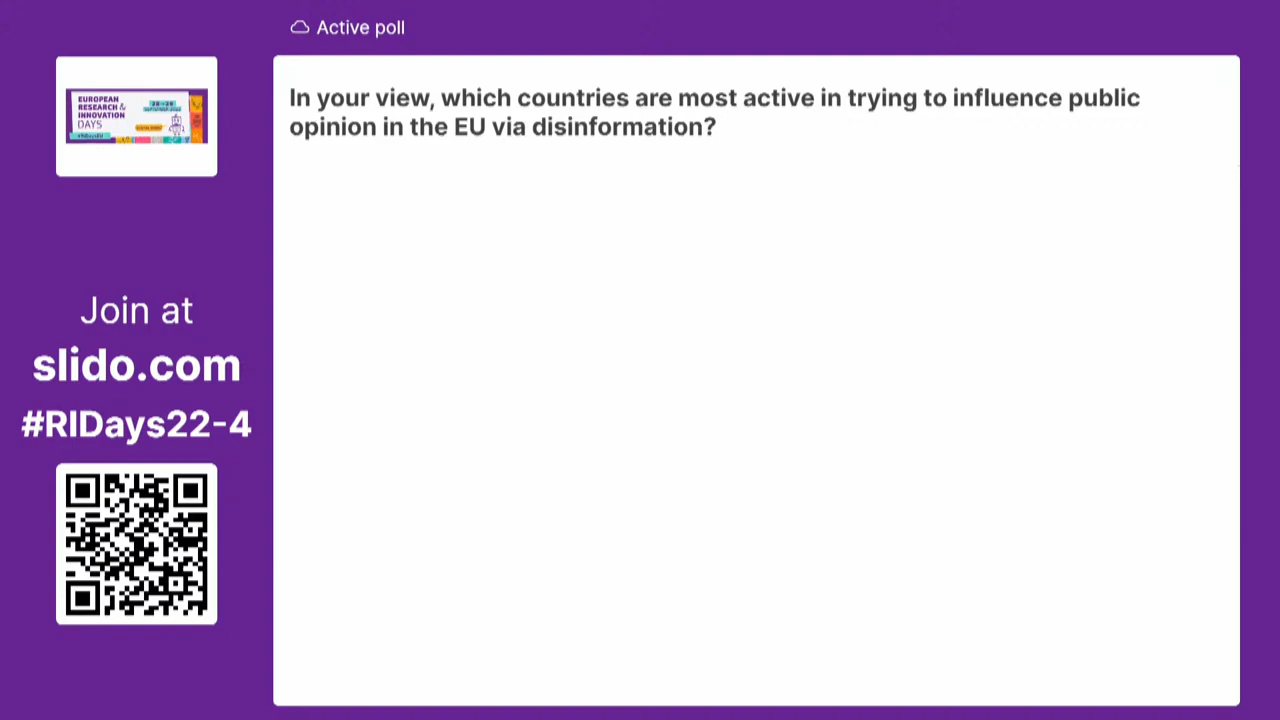 Active poll
In your view, which countries are most active in trying to influence public
opinion in the EU via disinformation?
EUROPEAN
RESEARCH &
INNOVATION
DAYS
#RIDaysEU
Join at
slido.com
#RIDays22-4